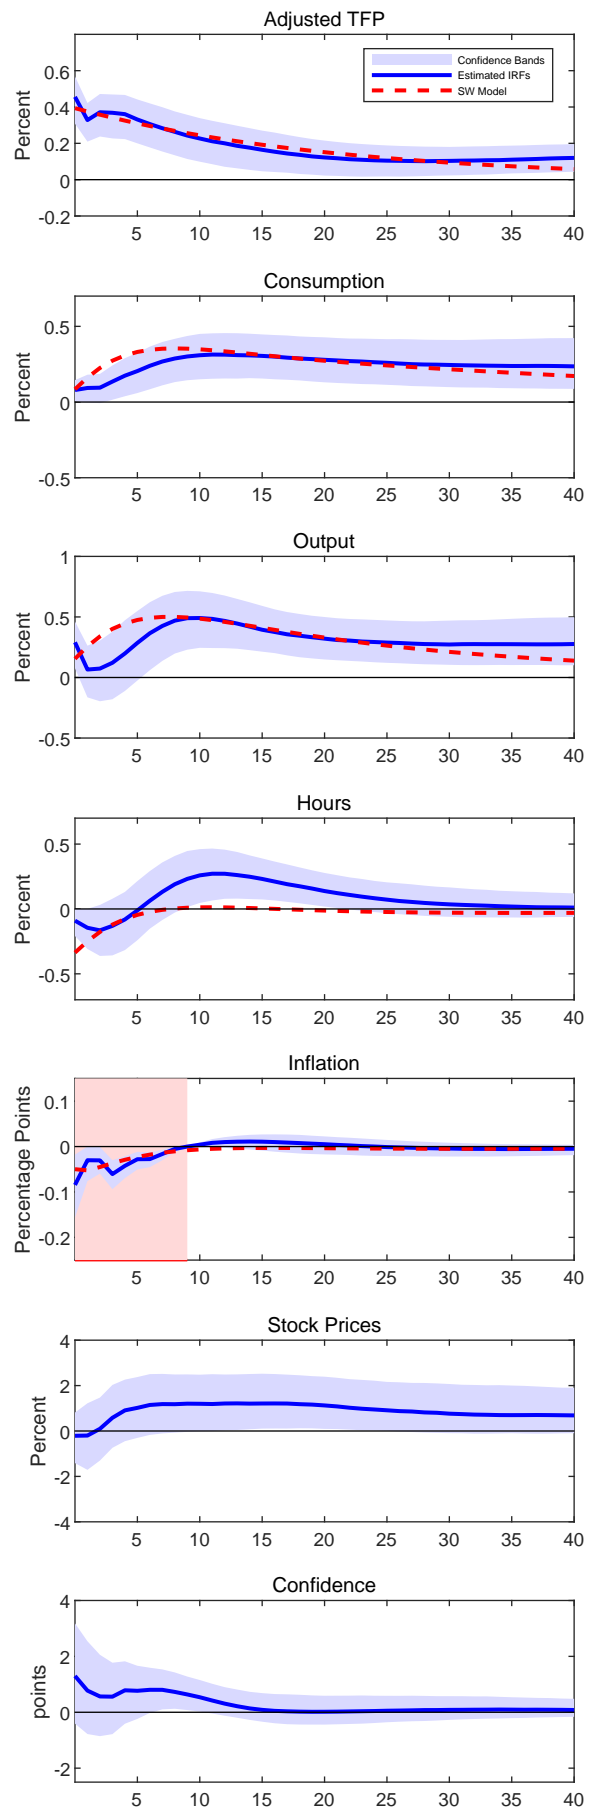 Adjusted TFP
Confidence Bands
Estimated IRFs
SW Model
Percent
0.6
0.4
0.2
0
-0.2
5 10 15 20 25 30 35 40
Consumption
Percent
0.5
0
-0.5
5 10 15 20 25 30 35 40
Output
Percent
1
0.5
0
-0.5
5 10 15 20 25 30 35 40
Hours
Percent
0.5
0
-0.5
5 10 15 20 25 30 35 40
Inflation
Percentage Points
0.1
0
-0.1
-0.2
5 10 15 20 25 30 35 40
Stock Prices
Percent
4
2
0
-2
-4
5 10 15 20 25 30 35 40
Confidence
points
4
2
0
-2
5 10 15 20 25 30 35 40